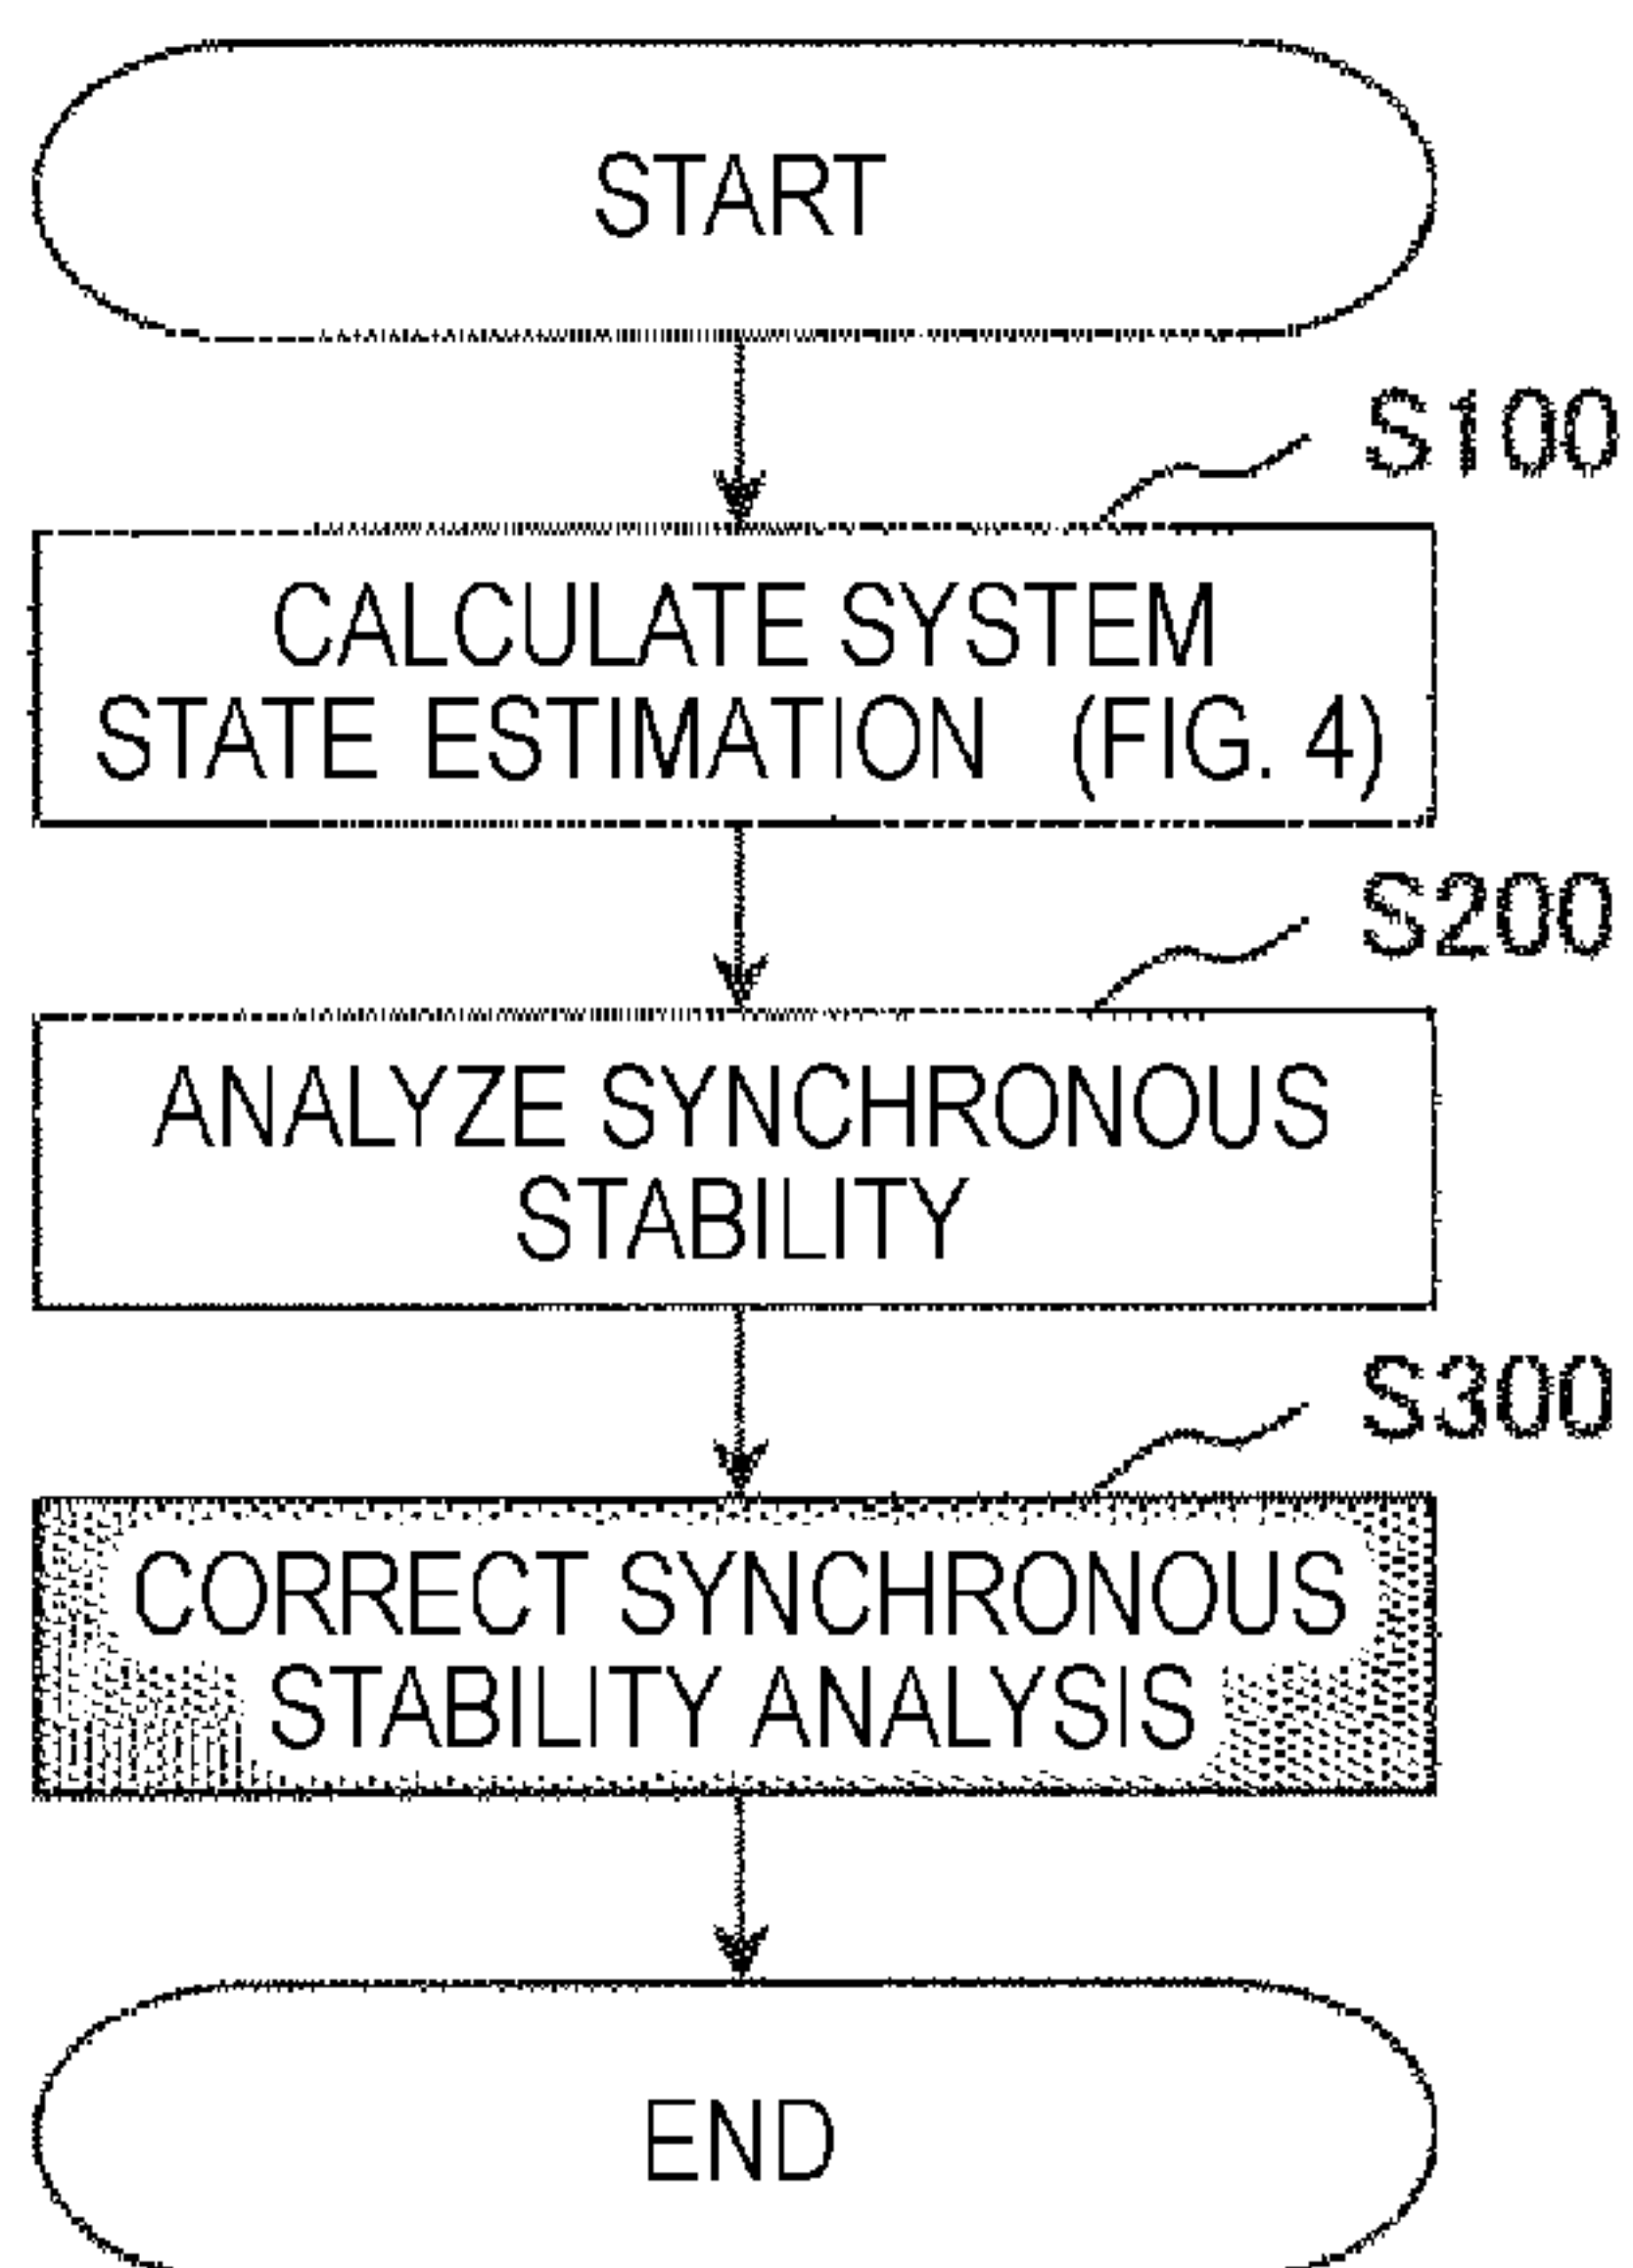 START
S100
CALCULATE SYSTEM
STATE ESTIMATION (FIG. 4)
S200
ANALYZE SYNCHRONOUS
STABILITY
S300
CORRECT SYNCHRONOUS
STABILITY ANALYSIS
END